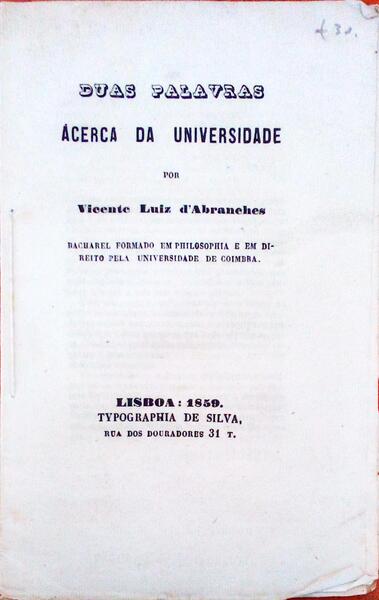 DUAS PALAVRAS
ÁCERCA DA UNIVERSIDADE
POR
Vicente Luiz d'Abranches
BACHAREL FORMADO EM PHILOSOPHIA E EM DI-
REITO PELA UNIVERSIDADE DE COIMBRA.
LISBOA: 1859.
TYPOGRAPHIA DE SILVA,
RUA DOS DOURADORES 31 T.